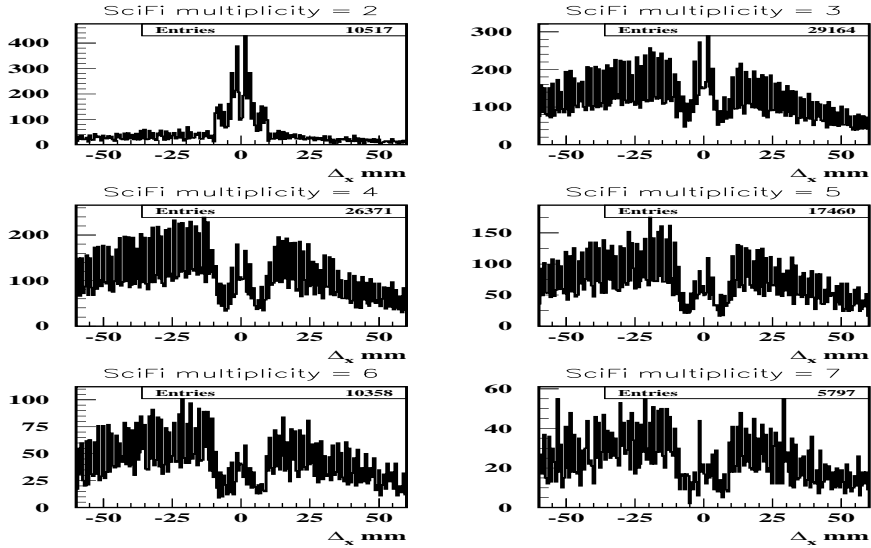 SciFi multiplicity = 2
Entries 10517
400
300
200
100
0
-50 -25 0 25 50
Δx mm
SciFi multiplicity = 3
Entries 29164
300
200
100
0
-50 -25 0 25 50
Δx mm
SciFi multiplicity = 4
Entries 26371
200
100
0
-50 -25 0 25 50
Δx mm
SciFi multiplicity = 5
Entries 17460
150
100
50
0
-50 -25 0 25 50
Δx mm
SciFi multiplicity = 6
Entries 10358
100
75
50
25
0
-50 -25 0 25 50
Δx mm
SciFi multiplicity = 7
Entries 5797
60
40
20
0
-50 -25 0 25 50
Δx mm